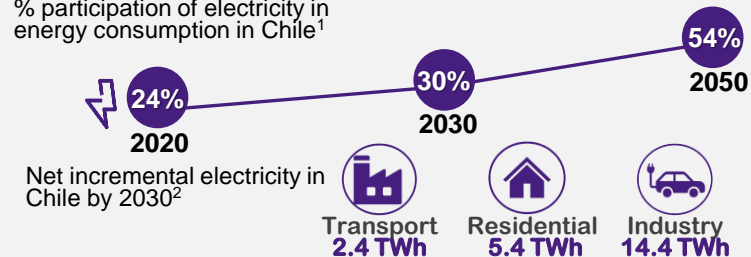 % participation of electricity in
energy consumption in Chile¹
24%
30%
54%
2020
2030
2050
Net incremental electricity in
Chile by 2030²
Transport
Residential
Industry
2.4 TWh
5.4 TWh
14.4 TWh